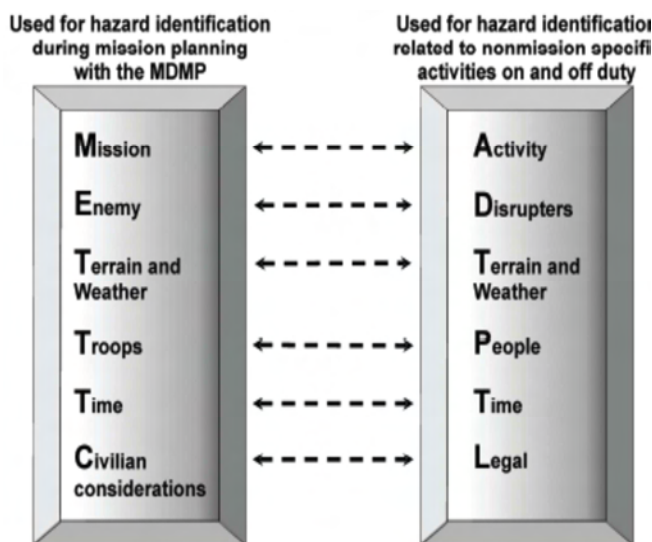 Used for hazard identification
during mission planning
with the MDMP
Mission
Enemy
Terrain and
Weather
Troops
Time
Civilian
considerations
Used for hazard identification
related to nonmission specifi
activities on and off duty
Activity
Disrupters
Terrain and
Weather
People
Time
Legal